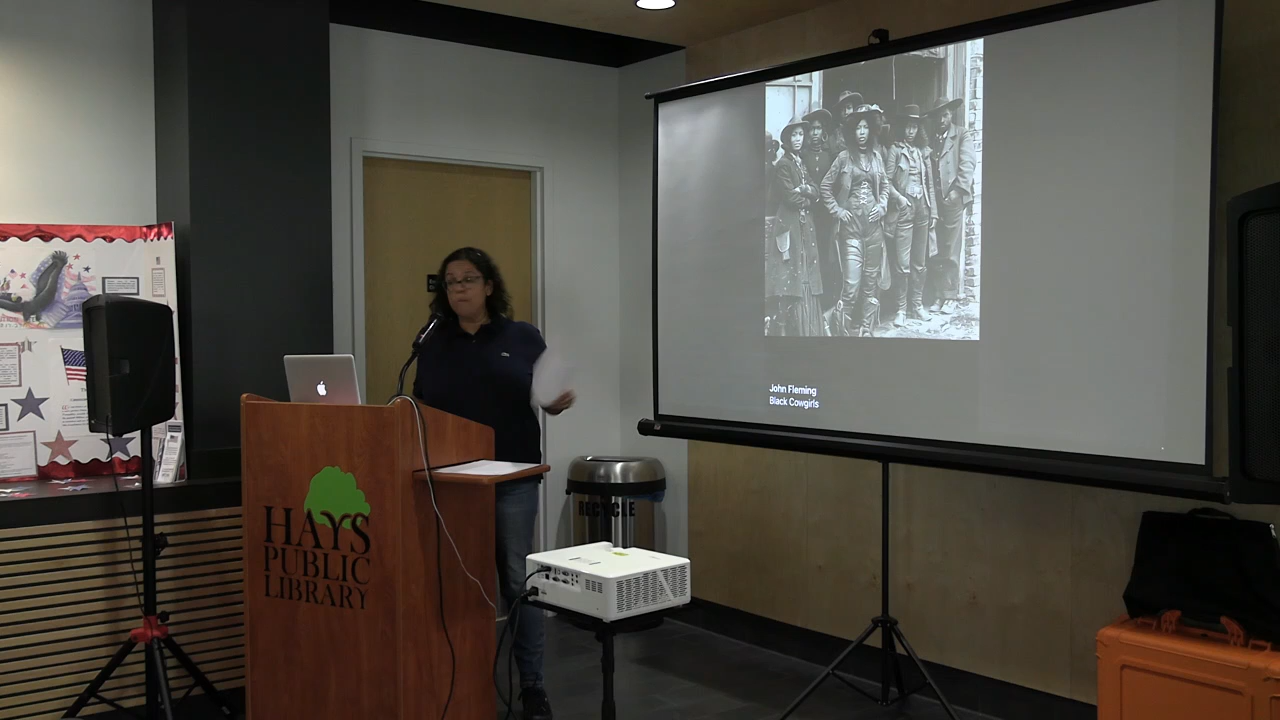 John Fleming
Black Cowgirls
HAYS
PUBLIC
LIBRARY
RECYCLE